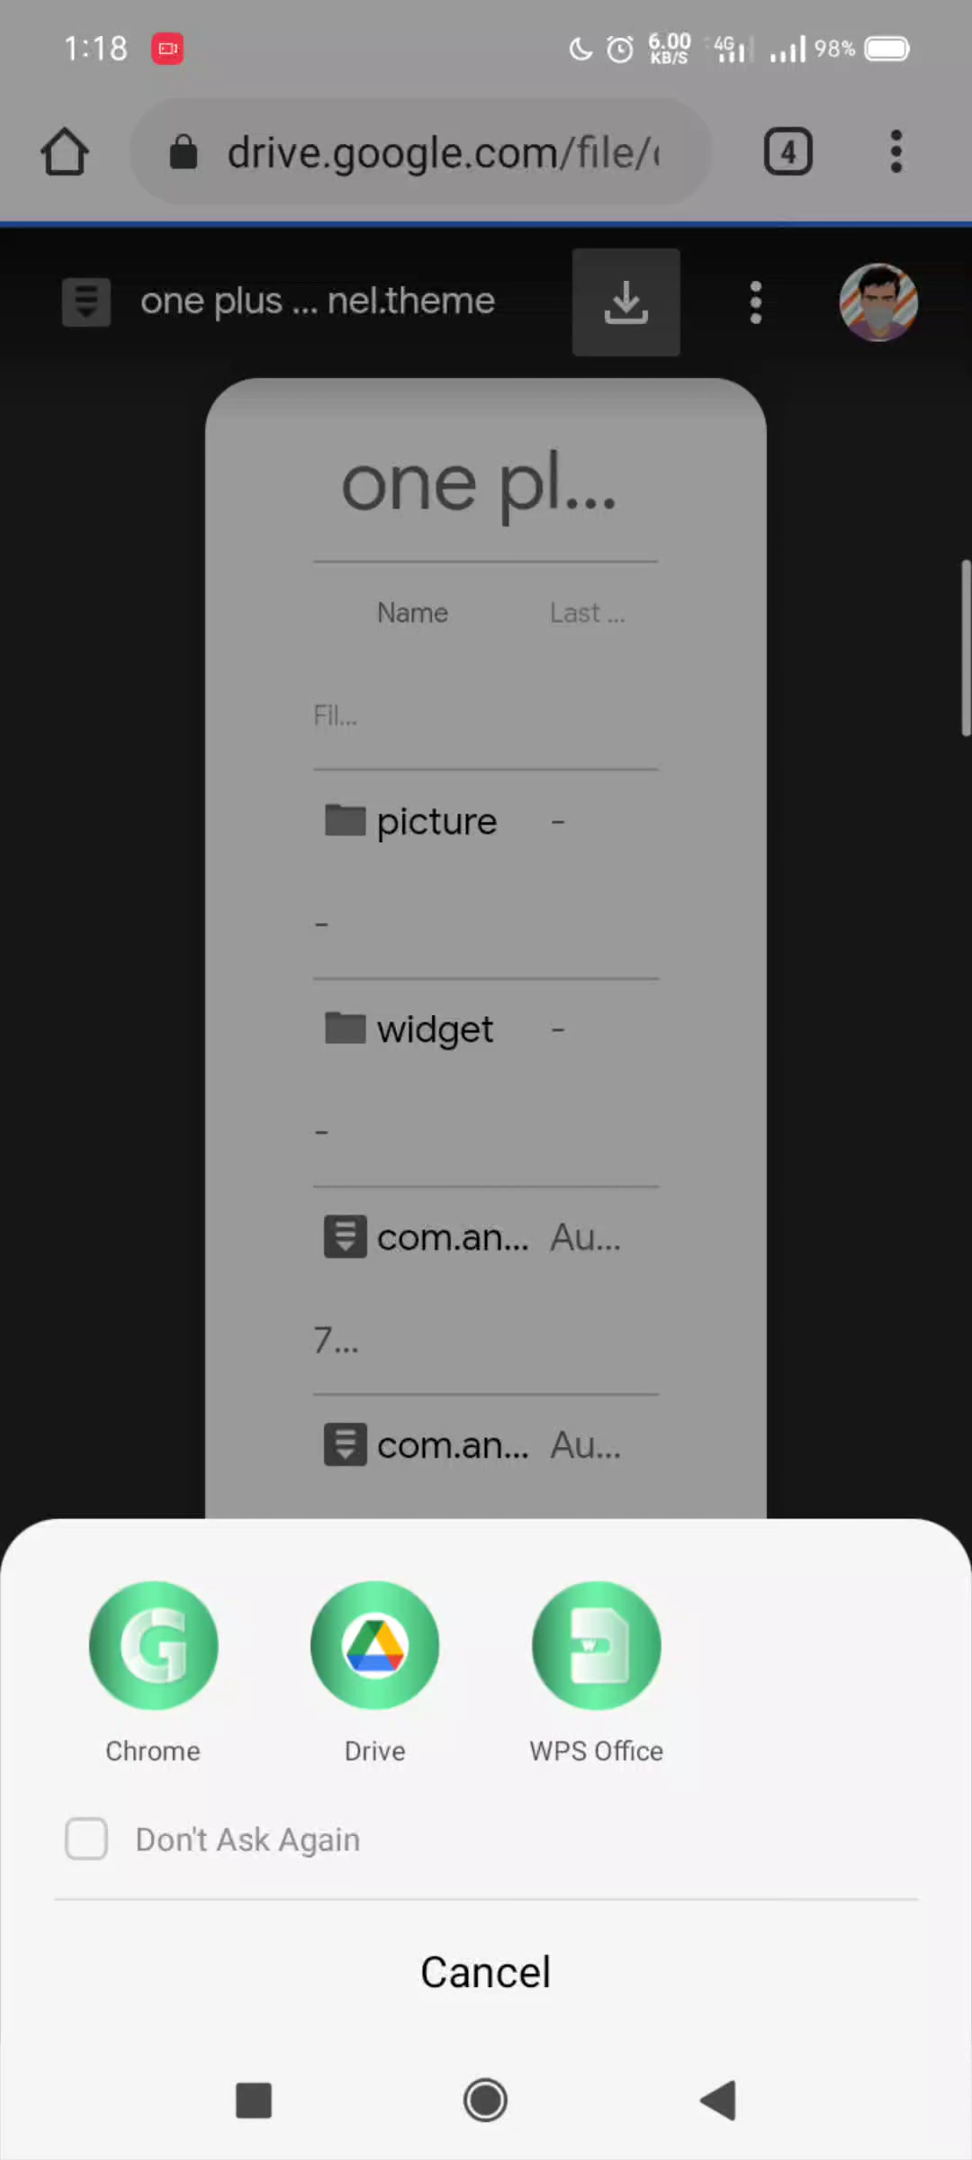 1:18 6.00 KB/S 4G 98%
drive.google.com/file/ 4
one plus ... nel.theme
one pl...
Name Last ...
Fil...
picture -
-
widget -
-
com.an... Au...
7...
com.an... Au...
G W
Chrome Drive WPS Office
Don't Ask Again
Cancel